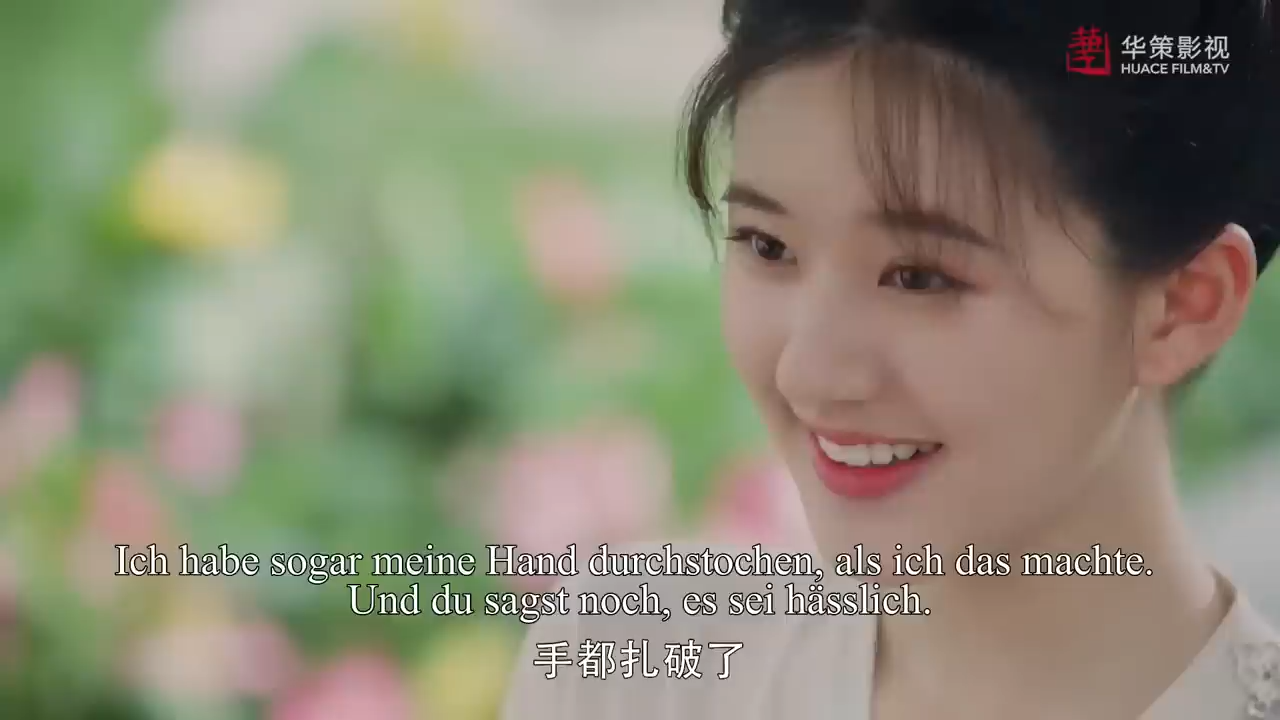 华策影视
HUACE FILM&TV
Ich habe sogar meine Hand durchstochen, als ich das machte.
Und du sagst noch, es sei hässlich.
手都扎破了